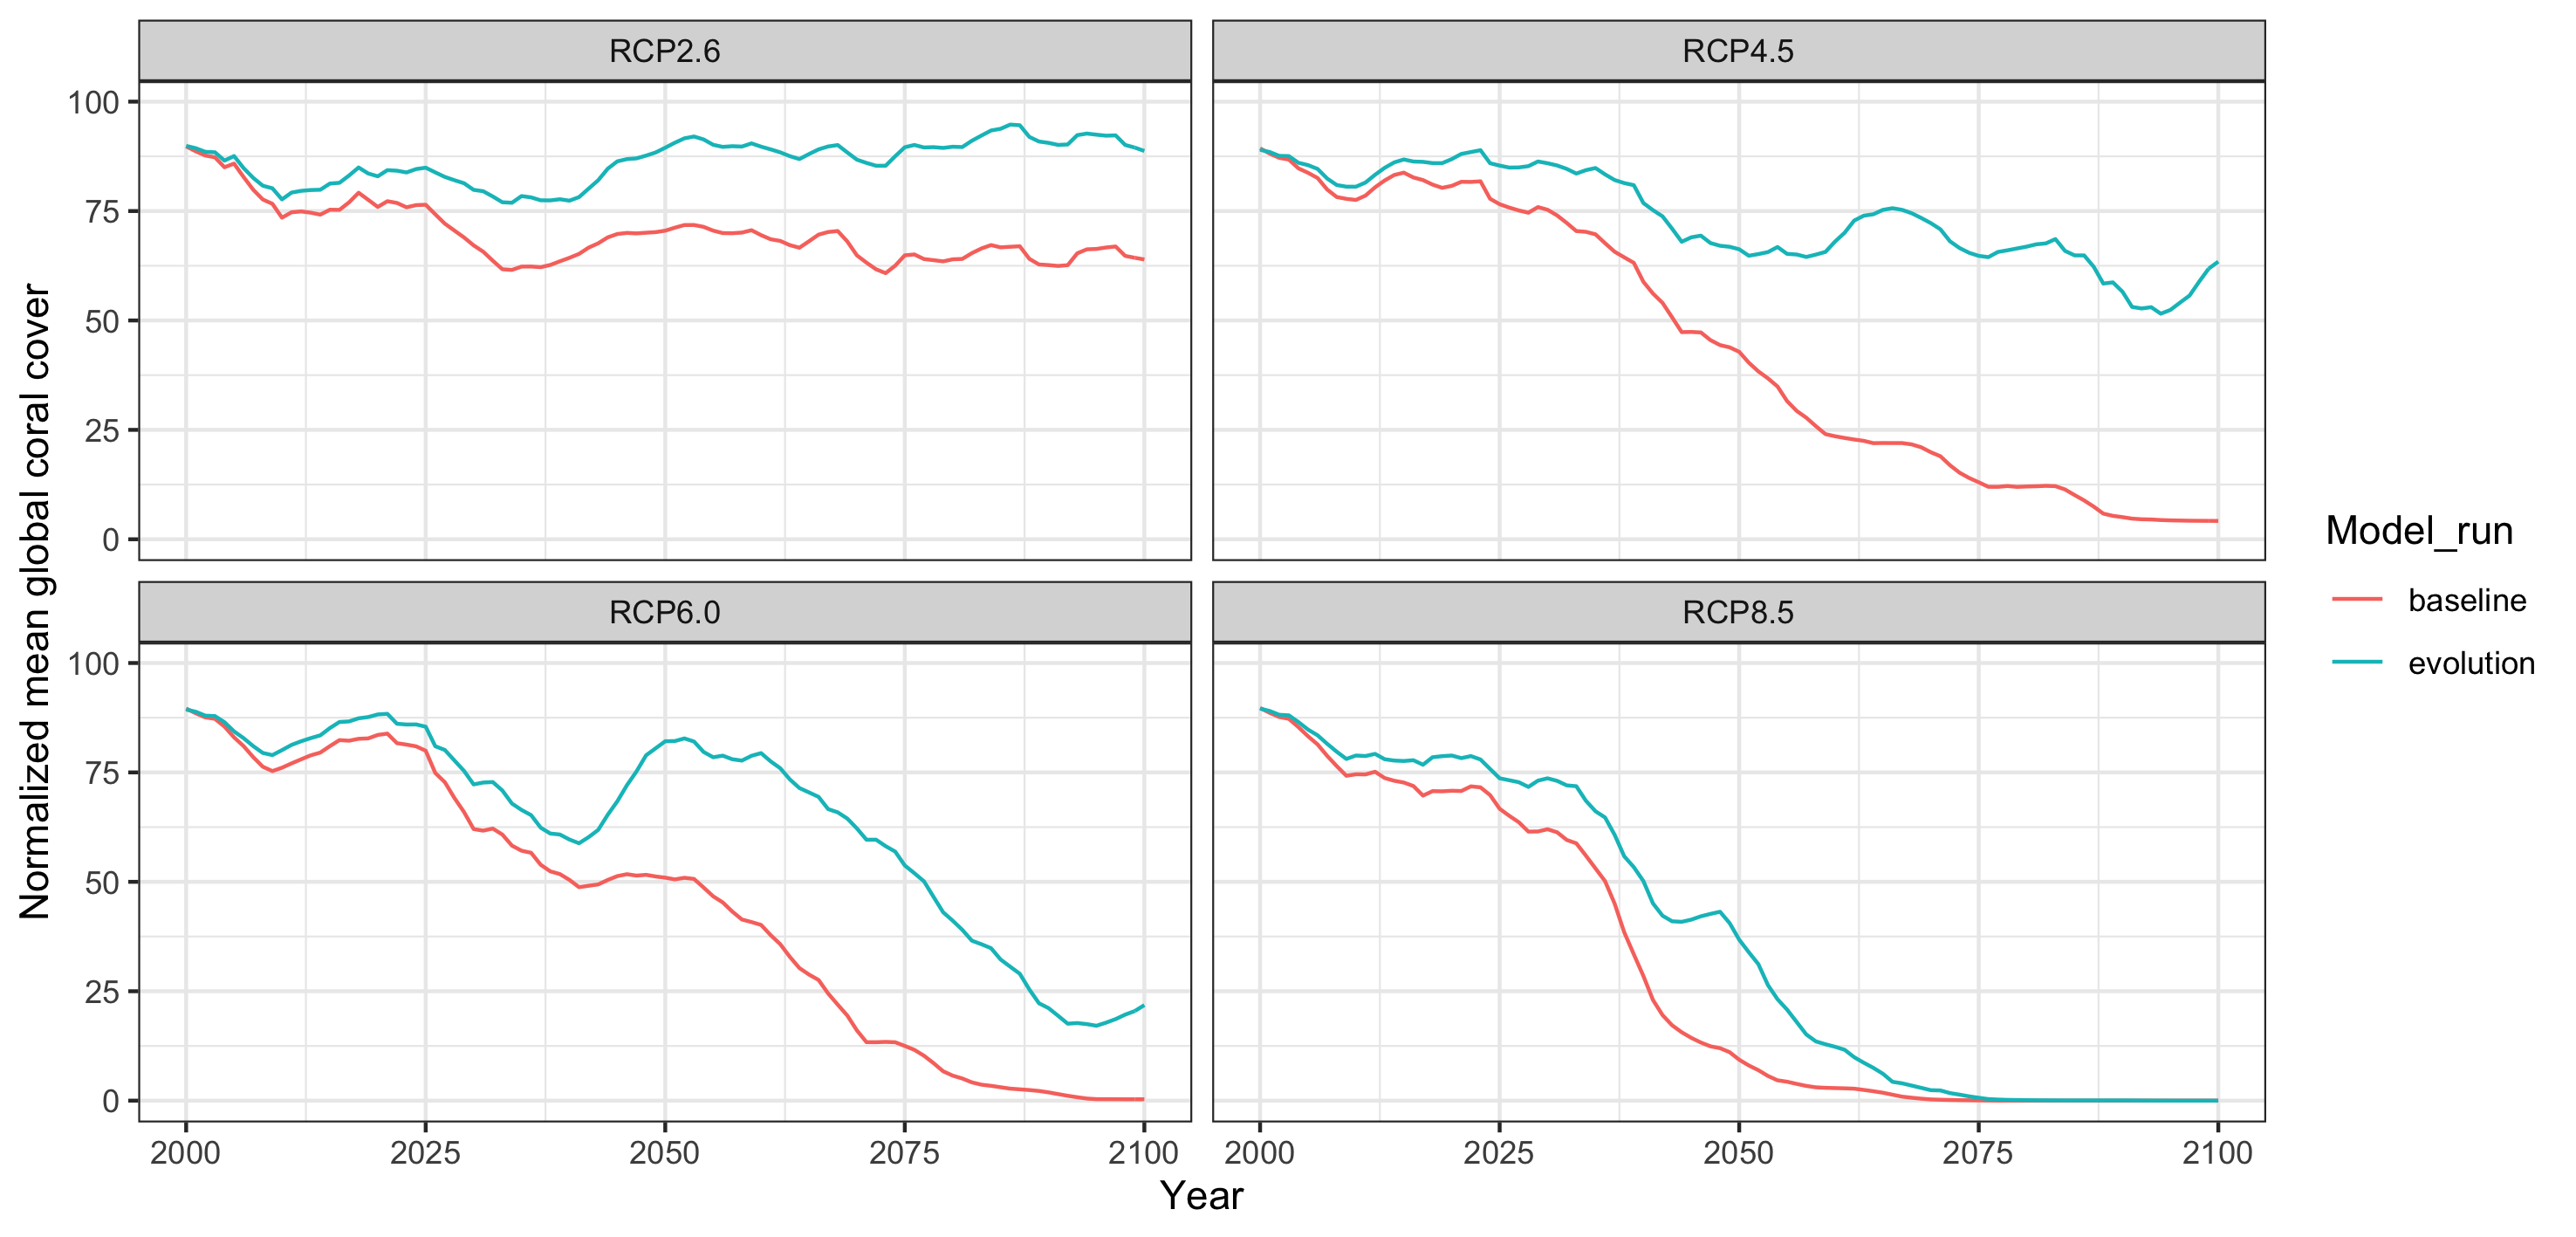 RCP2.6
RCP4.5
100
75
50
25
0
RCP6.0
RCP8.5
100
75
50
25
0
2000 2025 2050 2075 2100
2000 2025 2050 2075 2100
Year
Normalized mean global coral cover
Model_run
baseline
evolution